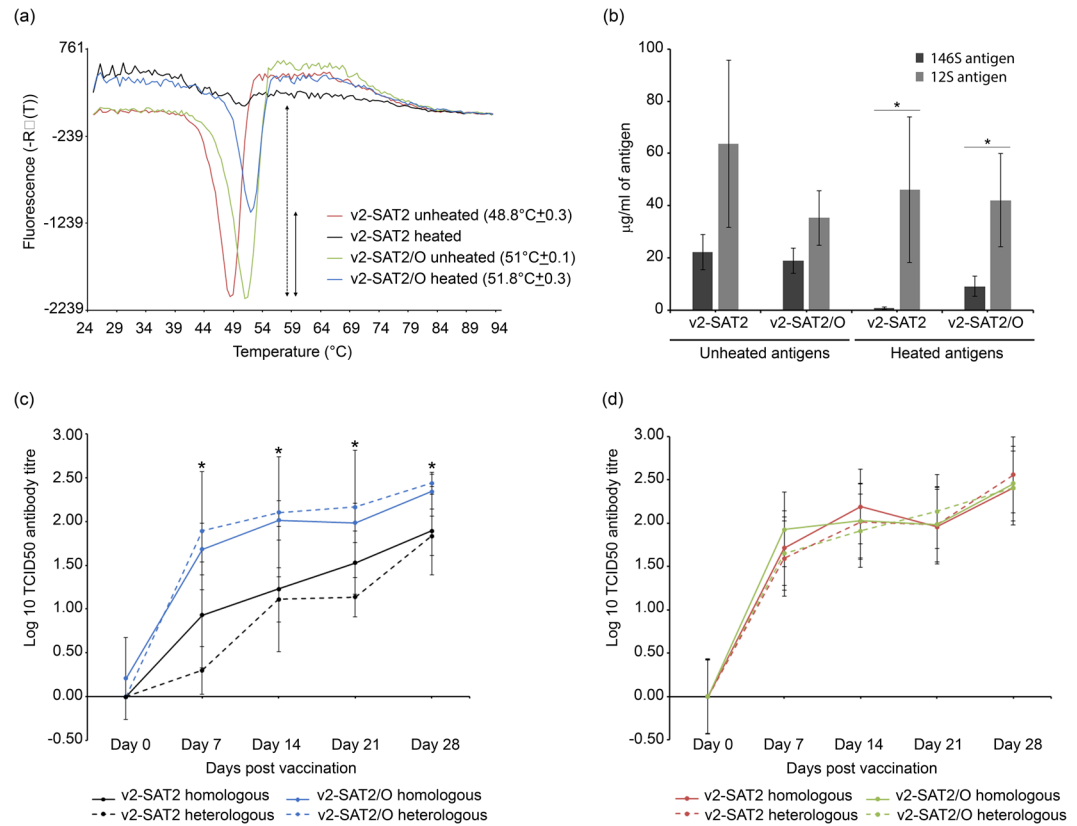 (a)
761
-239
-1239
-2239
Fluorescence (-R□(T))
24 29 34 39 44 49 54 59 64 69 74 79 84 89 94
Temperature (°C)
v2-SAT2 unheated (48.8°C±0.3)
v2-SAT2 heated
v2-SAT2/O unheated (51°C±0.1)
v2-SAT2/O heated (51.8°C±0.3)
(b)
100
80
60
40
20
0
µg/ml of antigen
146S antigen
12S antigen
*
*
v2-SAT2 v2-SAT2/O v2-SAT2 v2-SAT2/O
Unheated antigens Heated antigens
(c)
3.00
2.50
2.00
1.50
1.00
0.50
0.00
-0.50
Log 10 TCID50 antibody titre
* * * *
Day 0 Day 7 Day 14 Day 21 Day 28
Days post vaccination
v2-SAT2 homologous v2-SAT2/O homologous
v2-SAT2 heterologous v2-SAT2/O heterologous
(d)
3.00
2.50
2.00
1.50
1.00
0.50
0.00
-0.50
Log 10 TCID50 antibody titre
Day 0 Day 7 Day 14 Day 21 Day 28
Days post vaccination
v2-SAT2 homologous v2-SAT2/O homologous
v2-SAT2 heterologous v2-SAT2/O heterologous